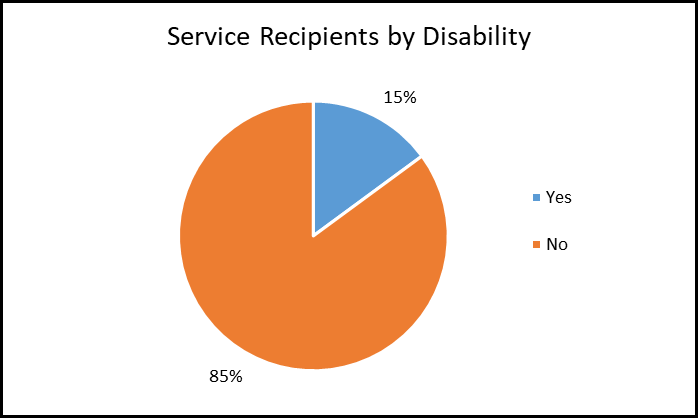 Service Recipients by Disability
15%
Yes
No
85%